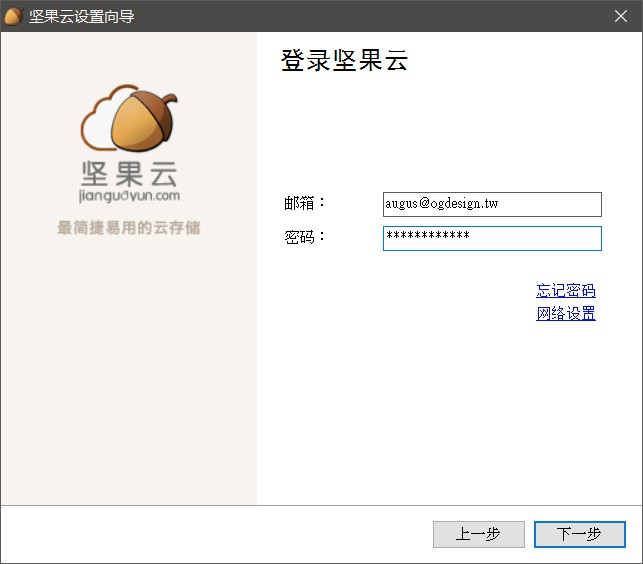 坚果云设置向导
坚果云
jianguoyun.com
最简捷易用的云存储
登录坚果云
邮箱： augus@ogdesign.tw
密码： ************
忘记密码
网络设置
上一步 下一步